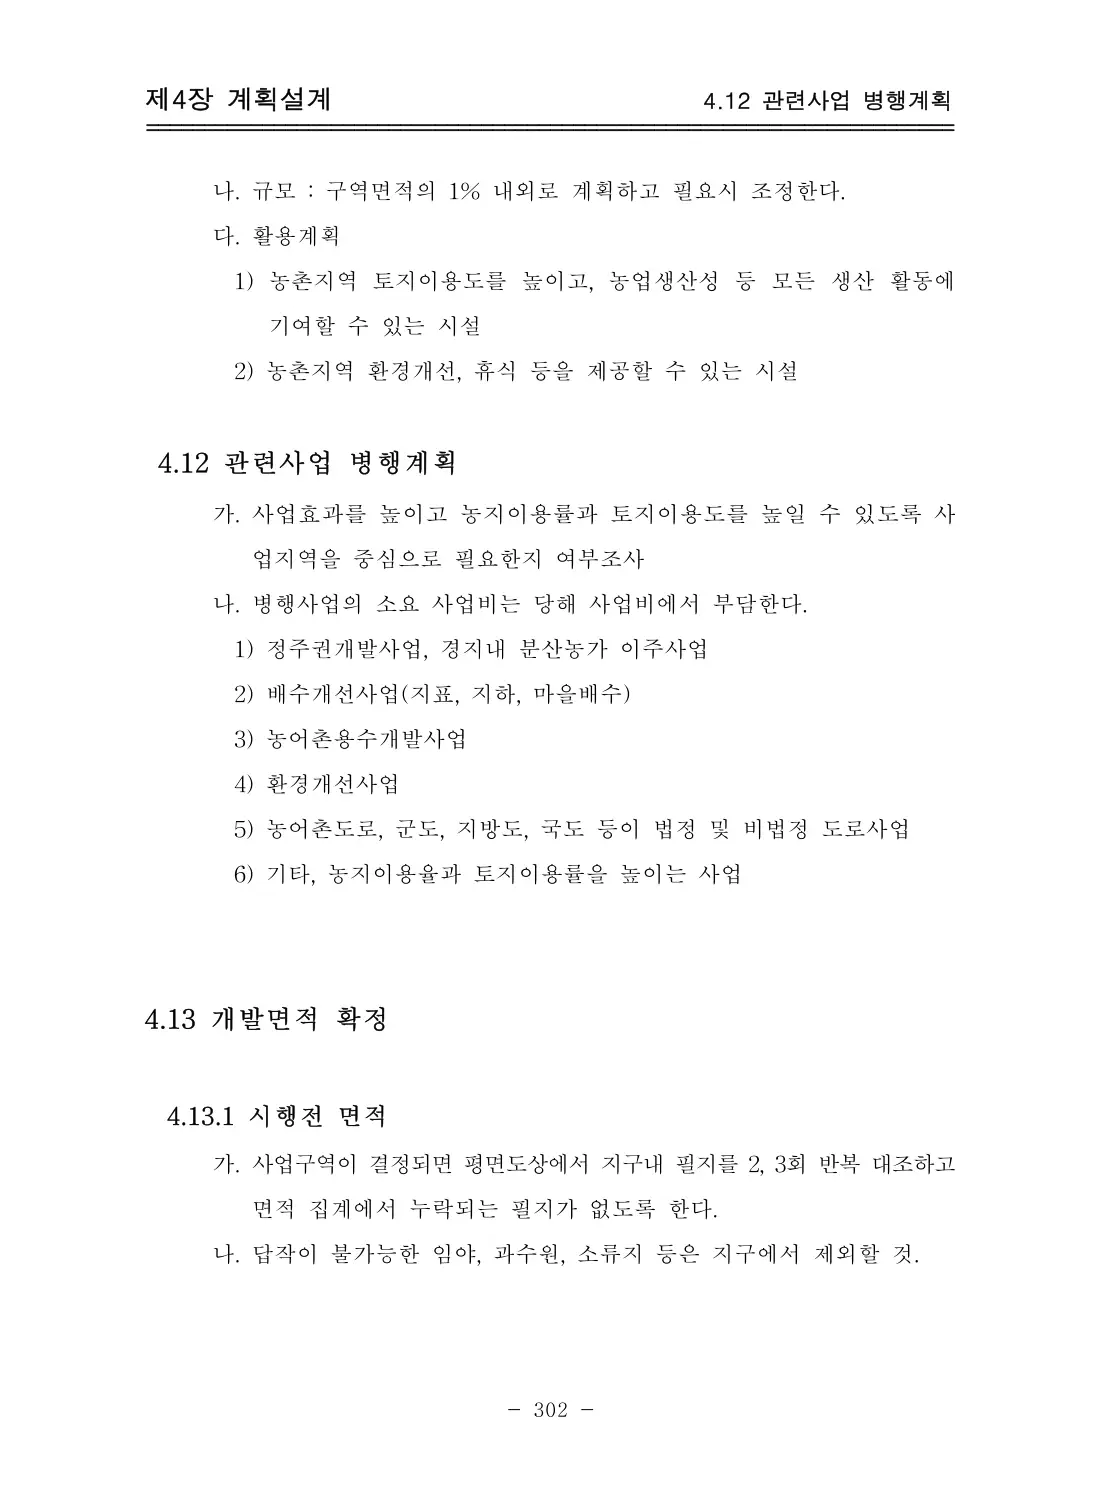 제4장 계획설계
4.12 관련사업 병행계획
나. 규모 : 구역면적의 1% 내외로 계획하고 필요시 조정한다.
다. 활용계획
1) 농촌지역 토지이용도를 높이고, 농업생산성 등 모든 생산 활동에
기여할 수 있는 시설
2) 농촌지역 환경개선, 휴식 등을 제공할 수 있는 시설
4.12 관련사업 병행계획
가. 사업효과를 높이고 농지이용률과 토지이용도를 높일 수 있도록 사
업지역을 중심으로 필요한지 여부조사
나. 병행사업의 소요 사업비는 당해 사업비에서 부담한다.
1) 정주권개발사업, 경지내 분산농가 이주사업
2) 배수개선사업(지표, 지하, 마을배수)
3) 농어촌용수개발사업
4) 환경개선사업
5) 농어촌도로, 군도, 지방도, 국도 등이 법정 및 비법정 도로사업
6) 기타, 농지이용율과 토지이용률을 높이는 사업
4.13 개발면적 확정
4.13.1 시행전 면적
가. 사업구역이 결정되면 평면도상에서 지구내 필지를 2, 3회 반복 대조하고
면적 집계에서 누락되는 필지가 없도록 한다.
나. 답작이 불가능한 임야, 과수원, 소류지 등은 지구에서 제외할 것.
- 302 -